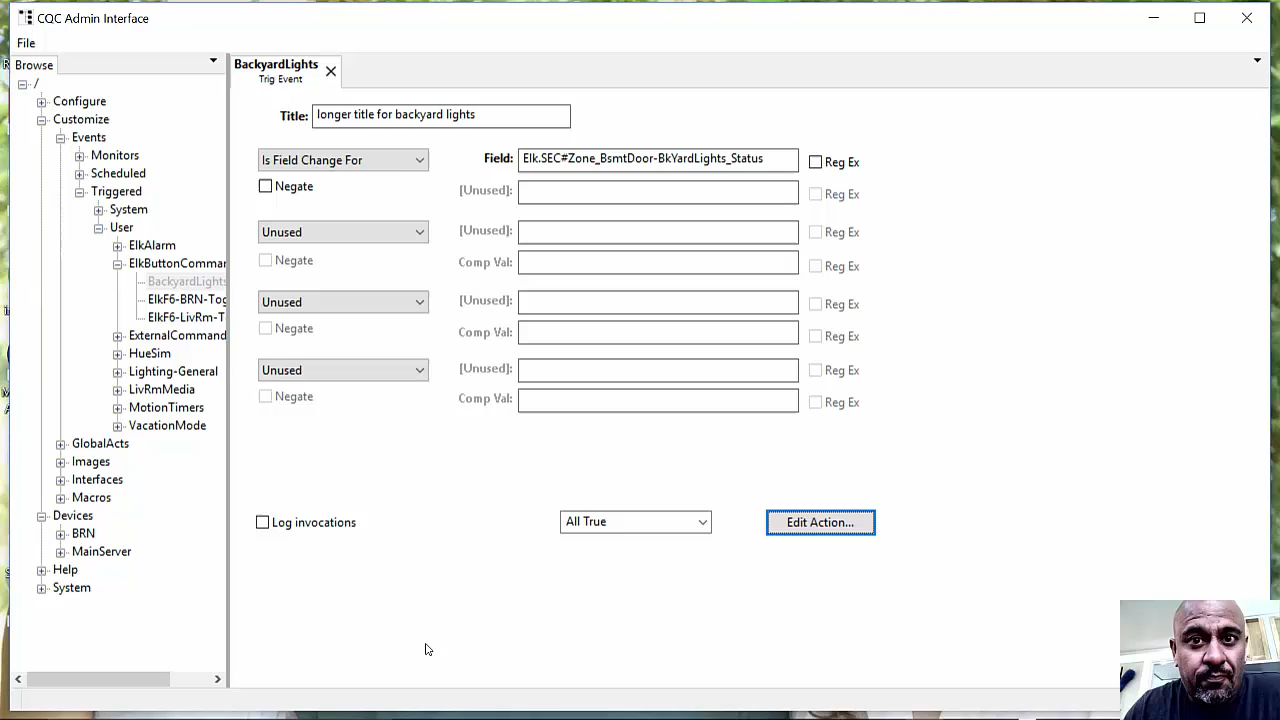 CQC Admin Interface
File
Browse
/
Configure
Customize
Events
Monitors
Scheduled
Triggered
System
User
ElkAlarm
ElkButtonComma
BackyardLights
ElkF6-BRN-Tog
ElkF6-LivRm-T
ExternalCommand
HueSim
Lighting-General
LivRmMedia
MotionTimers
VacationMode
GlobalActs
Images
Interfaces
Macros
Devices
BRN
MainServer
Help
System
BackyardLights
Trig Event
Title: longer title for backyard lights
Is Field Change For Field: Elk.SEC#Zone_BsmtDoor-BkYardLights_Status Reg Ex
Negate [Unused]: Reg Ex
Unused [Unused]: Reg Ex
Negate Comp Val: Reg Ex
Unused [Unused]: Reg Ex
Negate Comp Val: Reg Ex
Unused [Unused]: Reg Ex
Negate Comp Val: Reg Ex
Log invocations All True Edit Action...